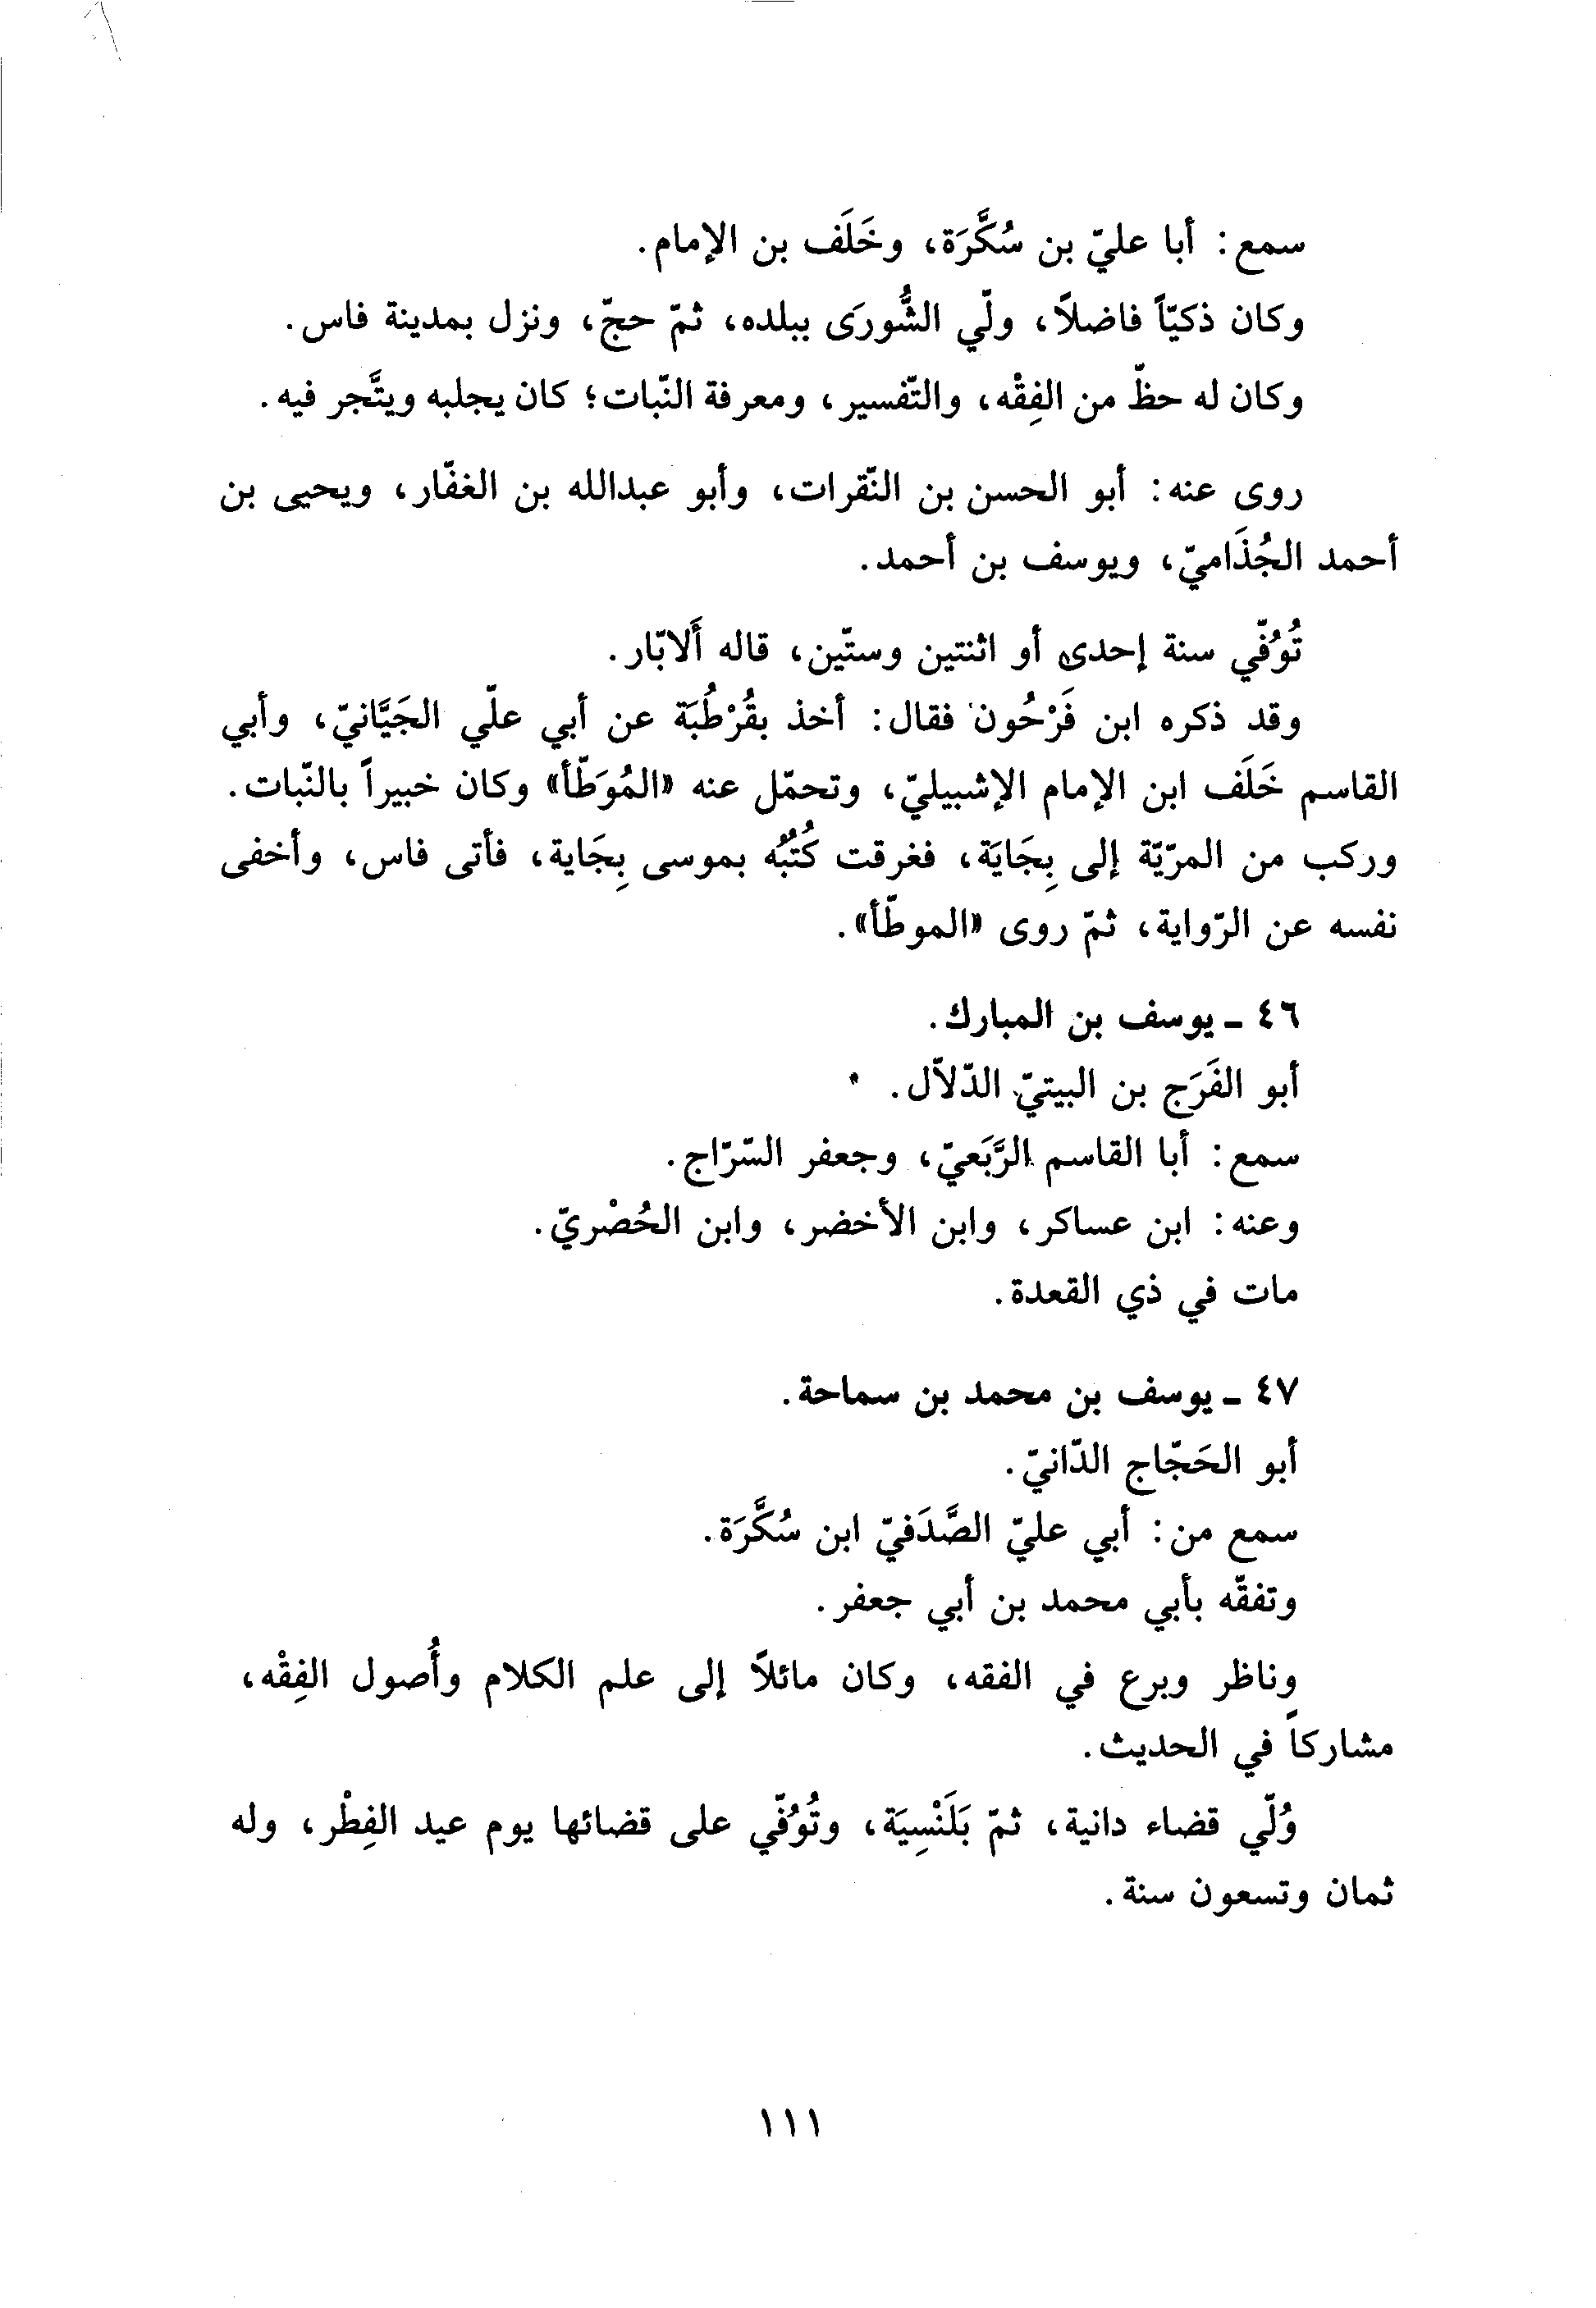 سمع: أبا عليّ بن سُكَّرَة، وخَلَف بن الإمام.
وكان ذكيّاً فاضلاً، ولّي الشُّورَى ببلده، ثمّ حجّ، ونزل بمدينة فاس.
وكان له حظّ من الفِقْه، والتّفسير، ومعرفة النّبات؛ كان يجلبه ويتَّجر فيه.
روى عنه: أبو الحسن بن النّقرات، وأبو عبدالله بن الغفّار، ويحيى بن
أحمد الجُذَاميّ، ويوسف بن أحمد.
تُوُفّي سنة إحدى أو اثنتين وستّين، قاله أَلابّار.
وقد ذكره ابن فَرْحُون فقال: أخذ بقُرْطُبَة عن أبي علّي الجَيَّانيّ، وأبي
القاسم خَلَف ابن الإمام الإشبيليّ، وتحمّل عنه «المُوَطّأ» وكان خبيراً بالنّبات.
وركب من المرّيّة إلى بِجَايَة، فغرقت كُتُبُه بموسى بِجَاية، فأتى فاس، وأخفى
نفسه عن الرّواية، ثمّ روى «الموطّأ».
٤٦ ـ يوسف بن المبارك.
أبو الفَرَج بن البيتيّ الدّلاّل.
سمع: أبا القاسم الرَّبَعيّ، وجعفر السّرّاج.
وعنه: ابن عساكر، وابن الأخضر، وابن الحُصْريّ.
مات في ذي القعدة.
٤٧ ـ يوسف بن محمد بن سماحة.
أبو الحَجّاج الدّانيّ.
سمع من: أبي عليّ الصَّدَفيّ ابن سُكَّرَة.
وتفقّه بأبي محمد بن أبي جعفر.
وناظر وبرع في الفقه، وكان مائلاً إلى علم الكلام وأُصول الفِقْه،
مشاركاً في الحديث.
وُلّي قضاء دانية، ثمّ بَلَنْسِيَة، وتُوُفّي على قضائها يوم عيد الفِطْر، وله
ثمان وتسعون سنة.
١١١